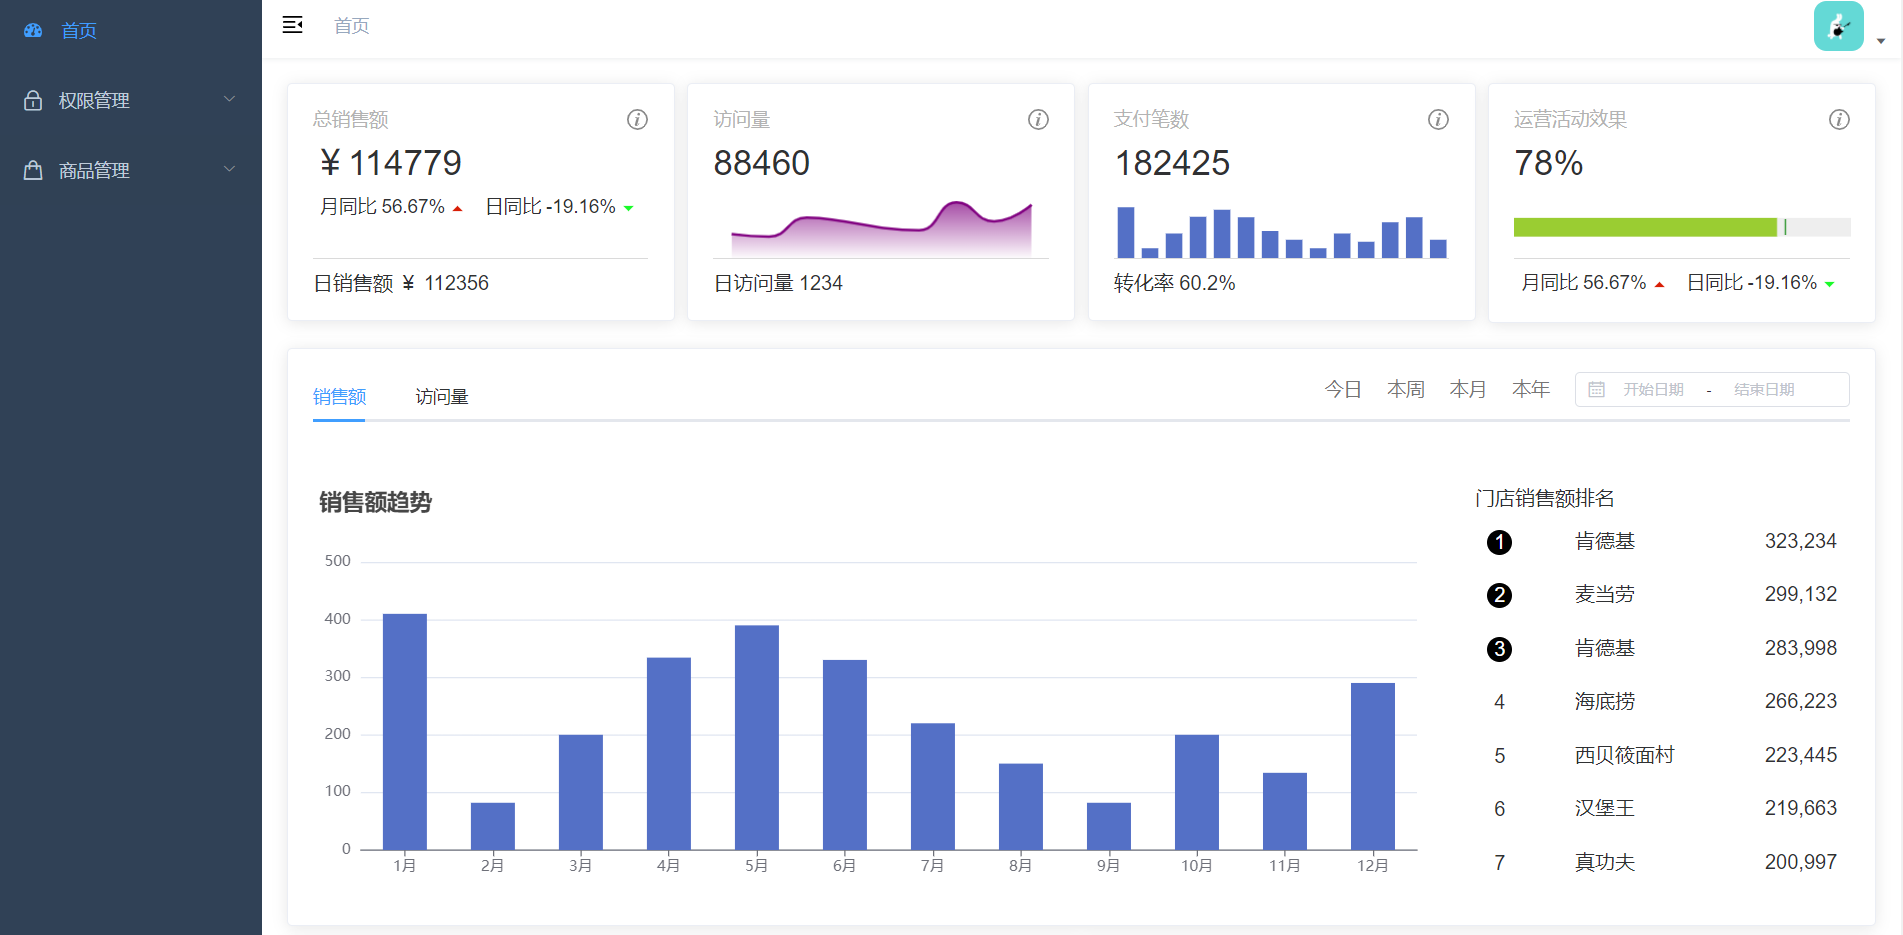 首页
权限管理
商品管理
首页
总销售额
¥ 114779
月同比 56.67% 日同比 -19.16%
日销售额 ¥ 112356
访问量
88460
日访问量 1234
支付笔数
182425
转化率 60.2%
运营活动效果
78%
月同比 56.67% 日同比 -19.16%
销售额 访问量
今日 本周 本月 本年 开始日期 - 结束日期
销售额趋势
500
400
300
200
100
0
1月 2月 3月 4月 5月 6月 7月 8月 9月 10月 11月 12月
门店销售额排名
1 肯德基 323,234
2 麦当劳 299,132
3 肯德基 283,998
4 海底捞 266,223
5 西贝筱面村 223,445
6 汉堡王 219,663
7 真功夫 200,997